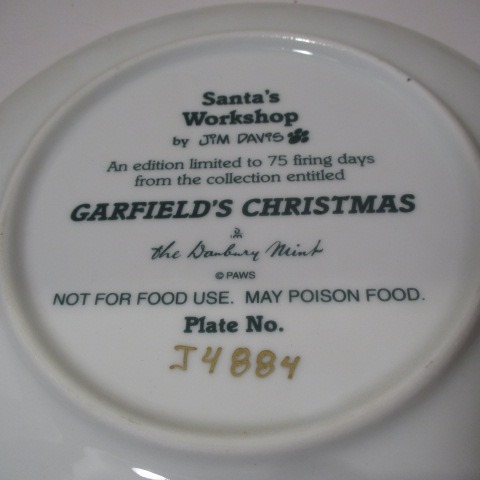 Santa's
Workshop
by JIM DAVIS
An edition limited to 75 firing days
from the collection entitled
GARFIELD'S CHRISTMAS
the Danbury Mint
© PAWS
NOT FOR FOOD USE. MAY POISON FOOD.
Plate No.
J4884